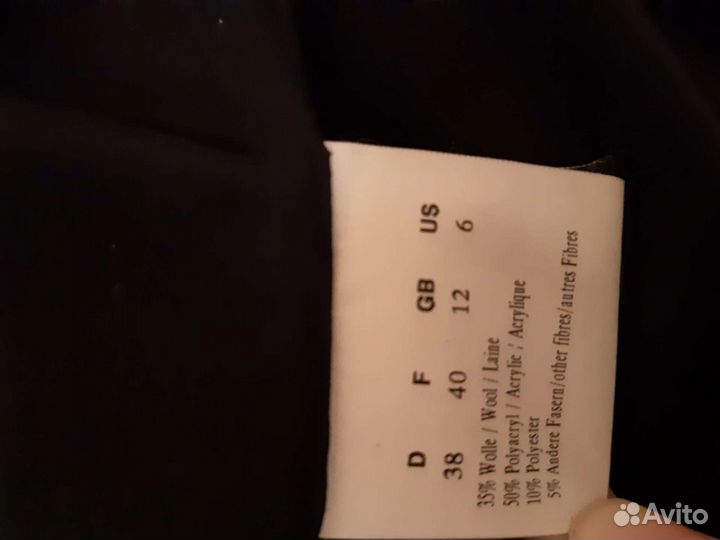 D F GB US
38 40 12 6
35% Wolle / Wool / Laine
50% Polyacryl / Acrylic / Acrylique
10% Polyester
5% Andere Fasern/other fibres/autres Fibres
Avito